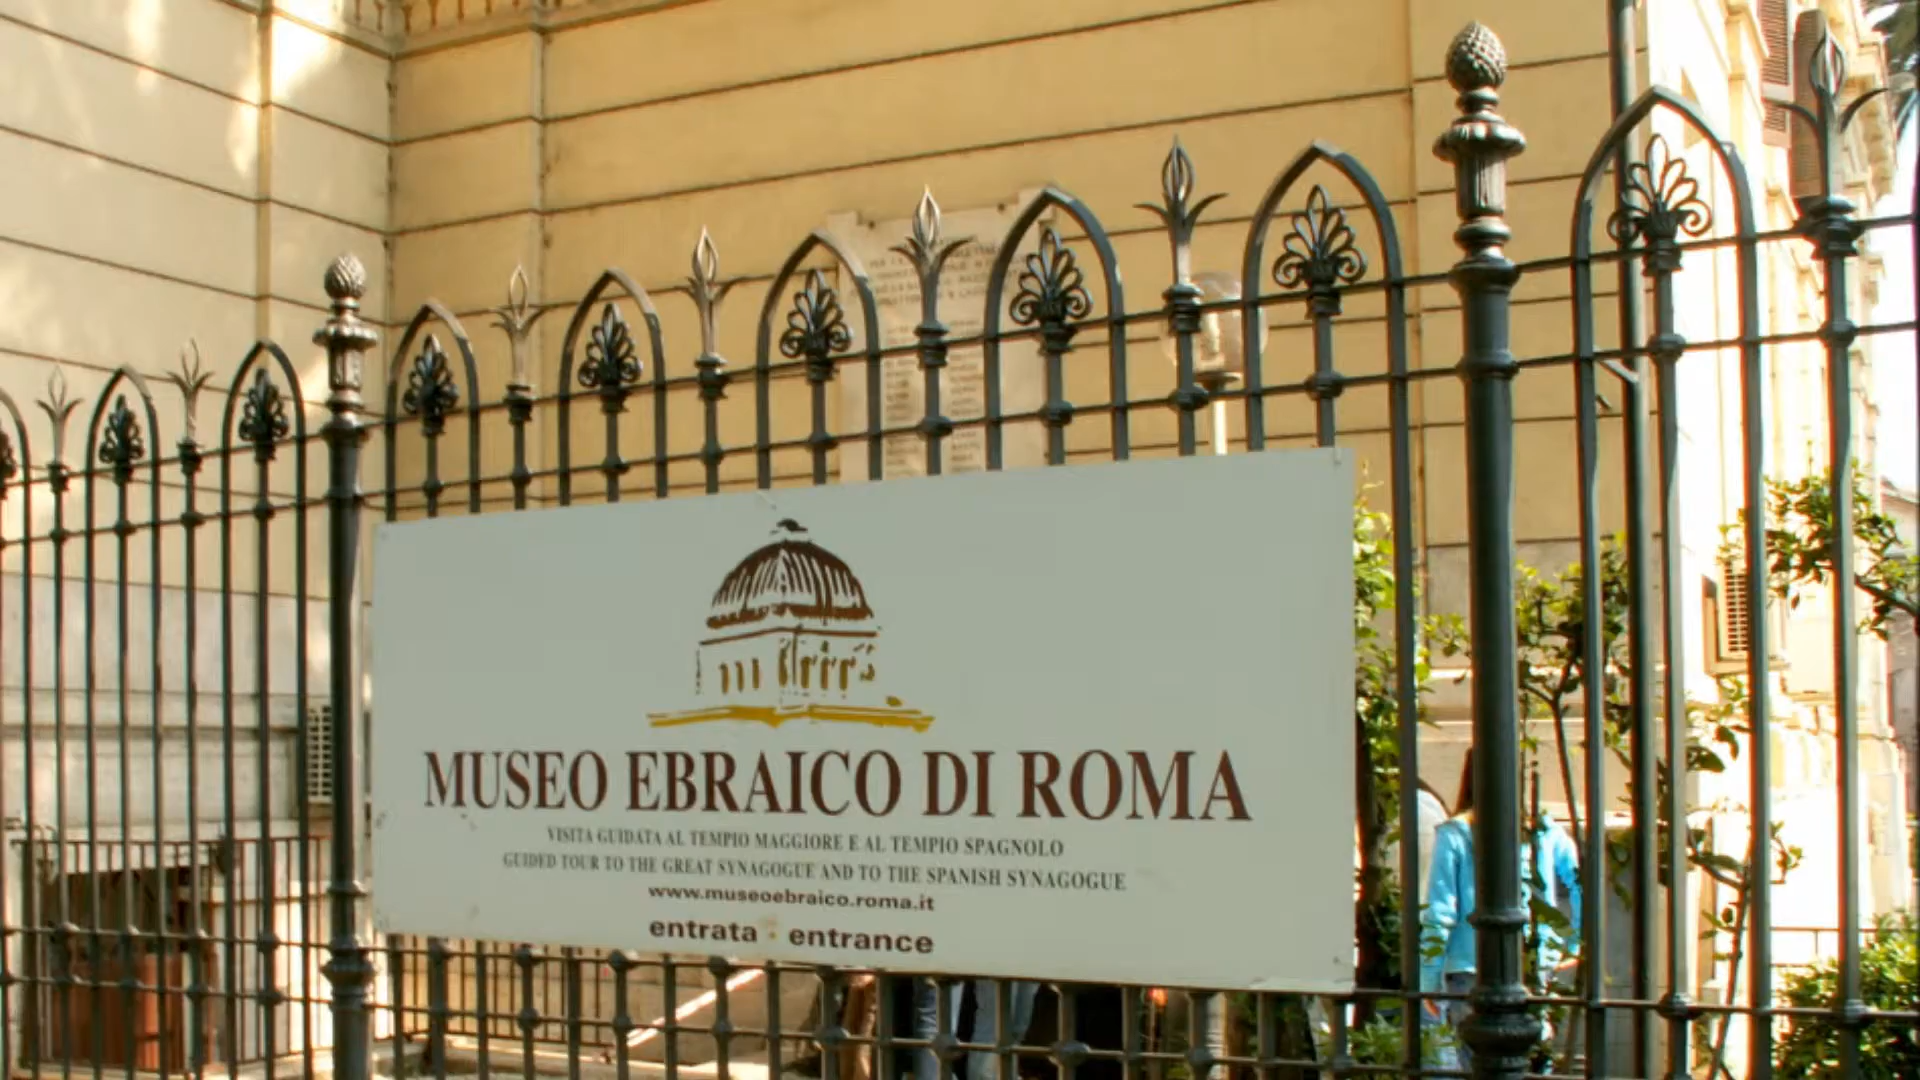 MUSEO EBRAICO DI ROMA
VISITA GUIDATA AL TEMPIO MAGGIORE E AL TEMPIO SPAGNOLO
GUIDED TOUR TO THE GREAT SYNAGOGUE AND TO THE SPANISH SYNAGOGUE
www.museoebraico.roma.it
entrata · entrance